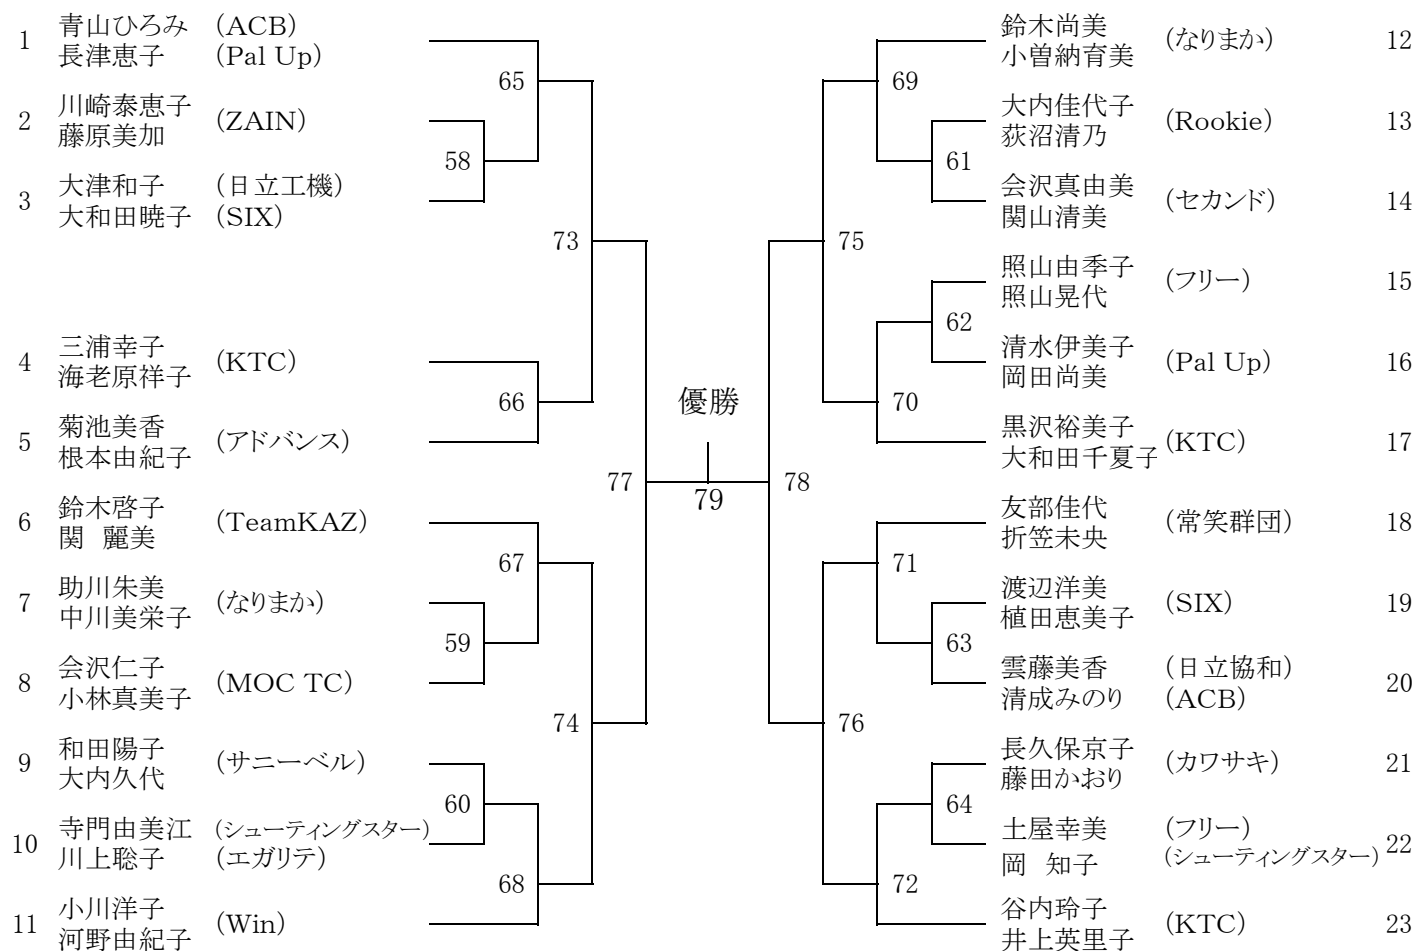 1 青山ひろみ (ACB)
長津恵子 (Pal Up)
65
2 川崎泰恵子 (ZAIN)
藤原美加
58
3 大津和子 (日立工機)
大和田暁子 (SIX)
73
4 三浦幸子 (KTC)
海老原祥子
66
5 菊池美香 (アドバンス)
根本由紀子
77
6 鈴木啓子 (TeamKAZ)
関 麗美
67
7 助川朱美 (なりまか)
中川美栄子
59
8 会沢仁子 (MOC TC)
小林真美子
74
9 和田陽子 (サニーベル)
大内久代
60
10 寺門由美江 (シューティングスター)
川上聡子 (エガリテ)
68
11 小川洋子 (Win)
河野由紀子
優勝
79
鈴木尚美 (なりまか) 12
小曽納育美
69
大内佳代子 (Rookie) 13
荻沼清乃
61
会沢真由美 (セカンド) 14
関山清美
75
照山由季子 (フリー) 15
照山晃代
62
清水伊美子 (Pal Up) 16
岡田尚美
70
黒沢裕美子 (KTC) 17
大和田千夏子
78
友部佳代 (常笑群団) 18
折笠未央
71
渡辺洋美 (SIX) 19
植田恵美子
63
雲藤美香 (日立協和) 20
清成みのり (ACB)
76
長久保京子 (カワサキ) 21
藤田かおり
64
土屋幸美 (フリー) 22
岡 知子 (シューティングスター)
72
谷内玲子 (KTC) 23
井上英里子